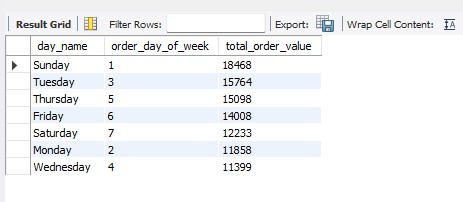 Result Grid Filter Rows: Export: Wrap Cell Content: IA
day_name order_day_of_week total_order_value
Sunday 1 18468
Tuesday 3 15764
Thursday 5 15098
Friday 6 14008
Saturday 7 12233
Monday 2 11858
Wednesday 4 11399